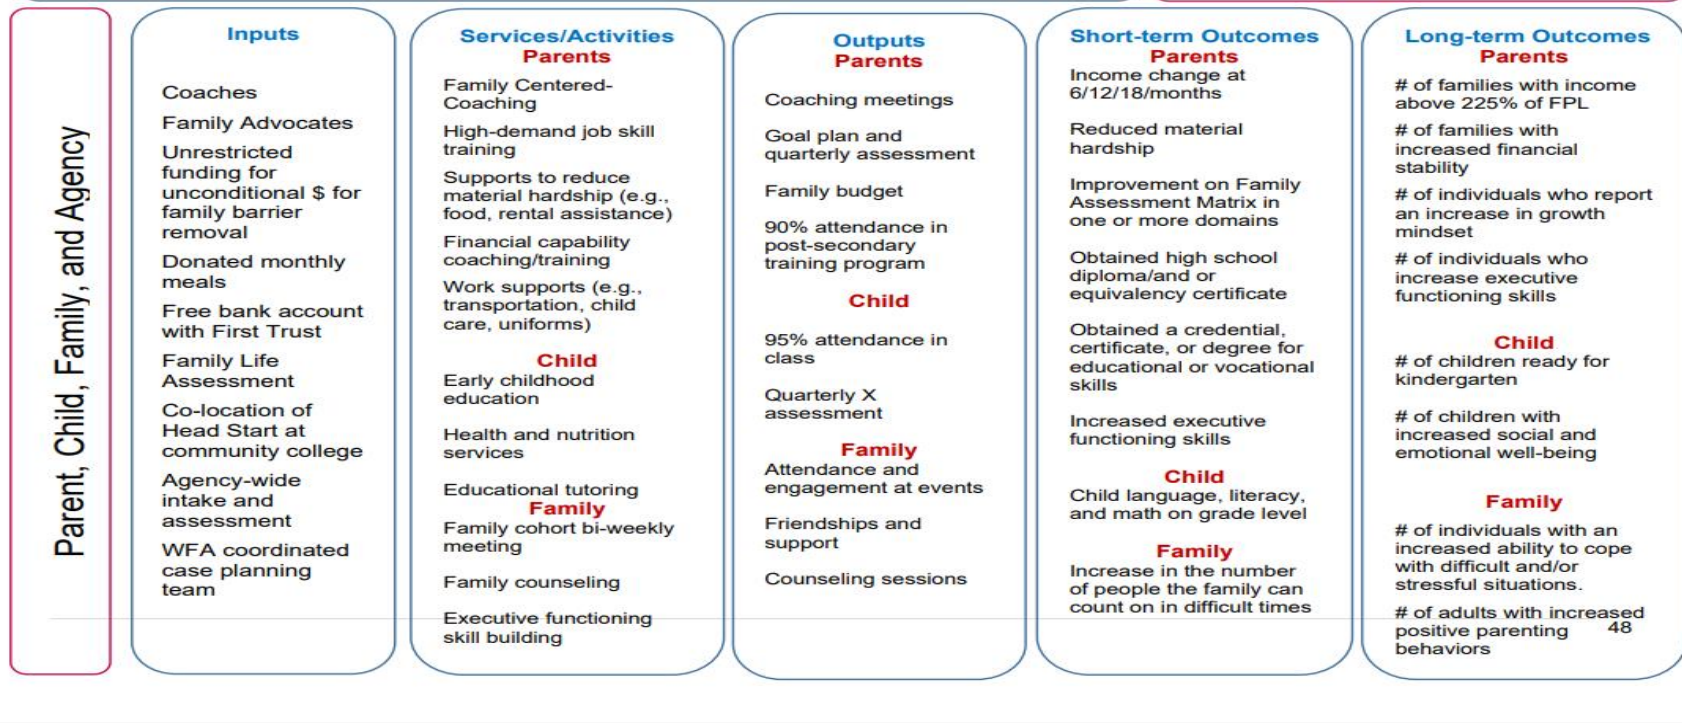 Parent, Child, Family, and Agency
Inputs
Coaches
Family Advocates
Unrestricted
funding for
unconditional $ for
family barrier
removal
Donated monthly
meals
Free bank account
with First Trust
Family Life
Assessment
Co-location of
Head Start at
community college
Agency-wide
intake and
assessment
WFA coordinated
case planning
team
Services/Activities
Parents
Family Centered-
Coaching
High-demand job skill
training
Supports to reduce
material hardship (e.g.,
food, rental assistance)
Financial capability
coaching/training
Work supports (e.g.,
transportation, child
care, uniforms)
Child
Early childhood
education
Health and nutrition
services
Educational tutoring
Family
Family cohort bi-weekly
meeting
Family counseling
Executive functioning
skill building
Outputs
Parents
Coaching meetings
Goal plan and
quarterly assessment
Family budget
90% attendance in
post-secondary
training program
Child
95% attendance in
class
Quarterly X
assessment
Family
Attendance and
engagement at events
Friendships and
support
Counseling sessions
Short-term Outcomes
Parents
Income change at
6/12/18/months
Reduced material
hardship
Improvement on Family
Assessment Matrix in
one or more domains
Obtained high school
diploma/and or
equivalency certificate
Obtained a credential,
certificate, or degree for
educational or vocational
skills
Increased executive
functioning skills
Child
Child language, literacy,
and math on grade level
Family
Increase in the number
of people the family can
count on in difficult times
Long-term Outcomes
Parents
# of families with income
above 225% of FPL
# of families with
increased financial
stability
# of individuals who report
an increase in growth
mindset
# of individuals who
increase executive
functioning skills
Child
# of children ready for
kindergarten
# of children with
increased social and
emotional well-being
Family
# of individuals with an
increased ability to cope
with difficult and/or
stressful situations.
# of adults with increased
positive parenting
behaviors
48